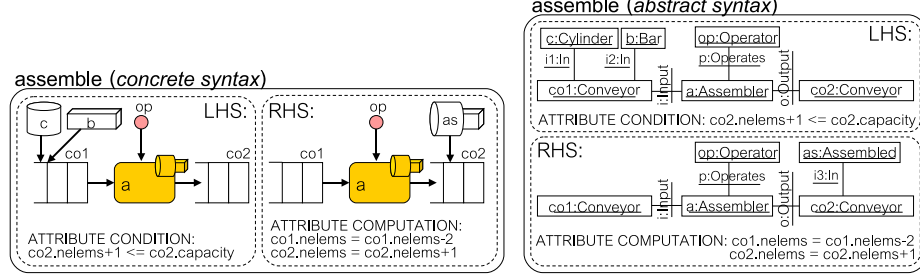 assemble (concrete syntax)
LHS:
c
b
op
co1
a
co2
ATTRIBUTE CONDITION:
co2.nelems+1 <= co2.capacity
RHS:
op
as
co1
a
co2
ATTRIBUTE COMPUTATION:
co1.nelems = co1.nelems-2
co2.nelems = co2.nelems+1
assemble (abstract syntax)
LHS:
c:Cylinder
b:Bar
op:Operator
i1:In
i2:In
p:Operates
co1:Conveyor
i:Input
a:Assembler
o:Output
co2:Conveyor
ATTRIBUTE CONDITION: co2.nelems+1 <= co2.capacity
RHS:
op:Operator
as:Assembled
p:Operates
i3:In
co1:Conveyor
i:Input
a:Assembler
o:Output
co2:Conveyor
ATTRIBUTE COMPUTATION: co1.nelems = co1.nelems-2
co2.nelems = co2.nelems+1